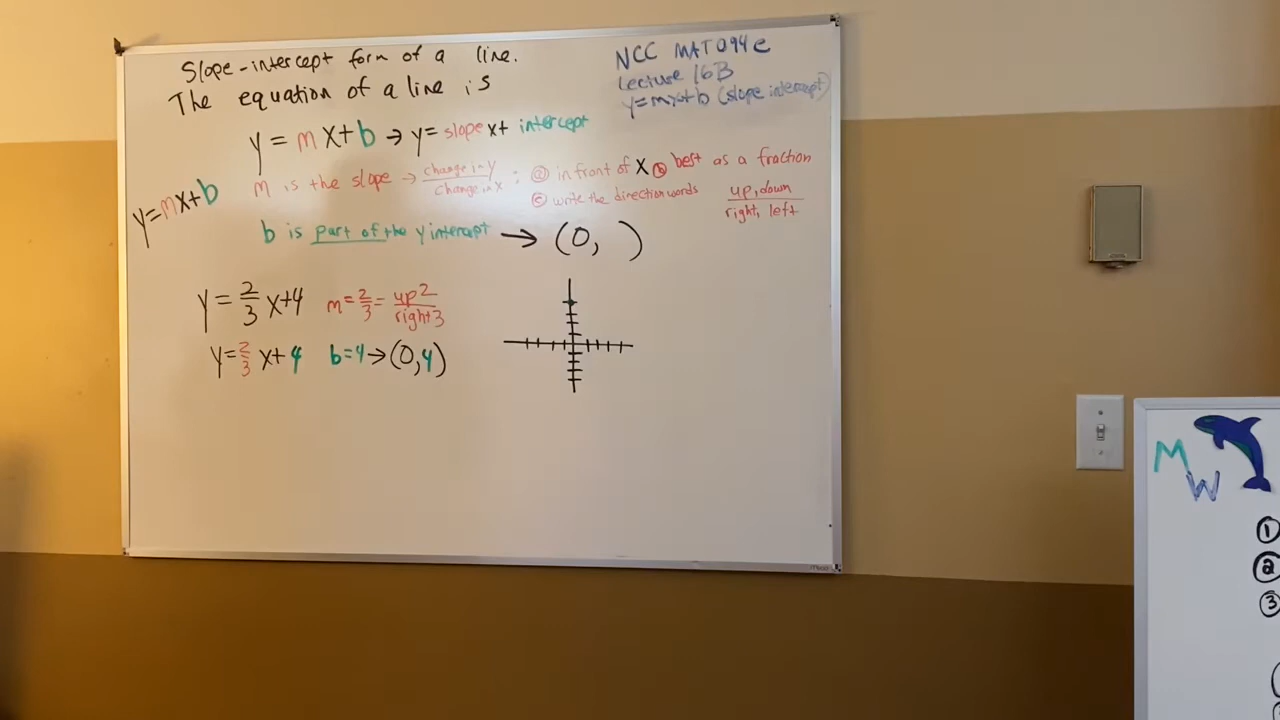 Slope-intercept form of a line.
The equation of a line is
NCC MAT094e
Lecture 16B
y=mx+b (slope intercept)
y = mx+b → y= slope x+ intercept
y=mx+b
m is the slope → change in y / change in x : ⓐ in front of x ⓑ best as a fraction
ⓒ write the direction words up, down / right, left
b is part of the y intercept → (0, )
y = 2/3 x+4 m = 2/3 = up 2 / right 3
y = 2/3 x+4 b=4→(0,4)
M
W
①
②
③